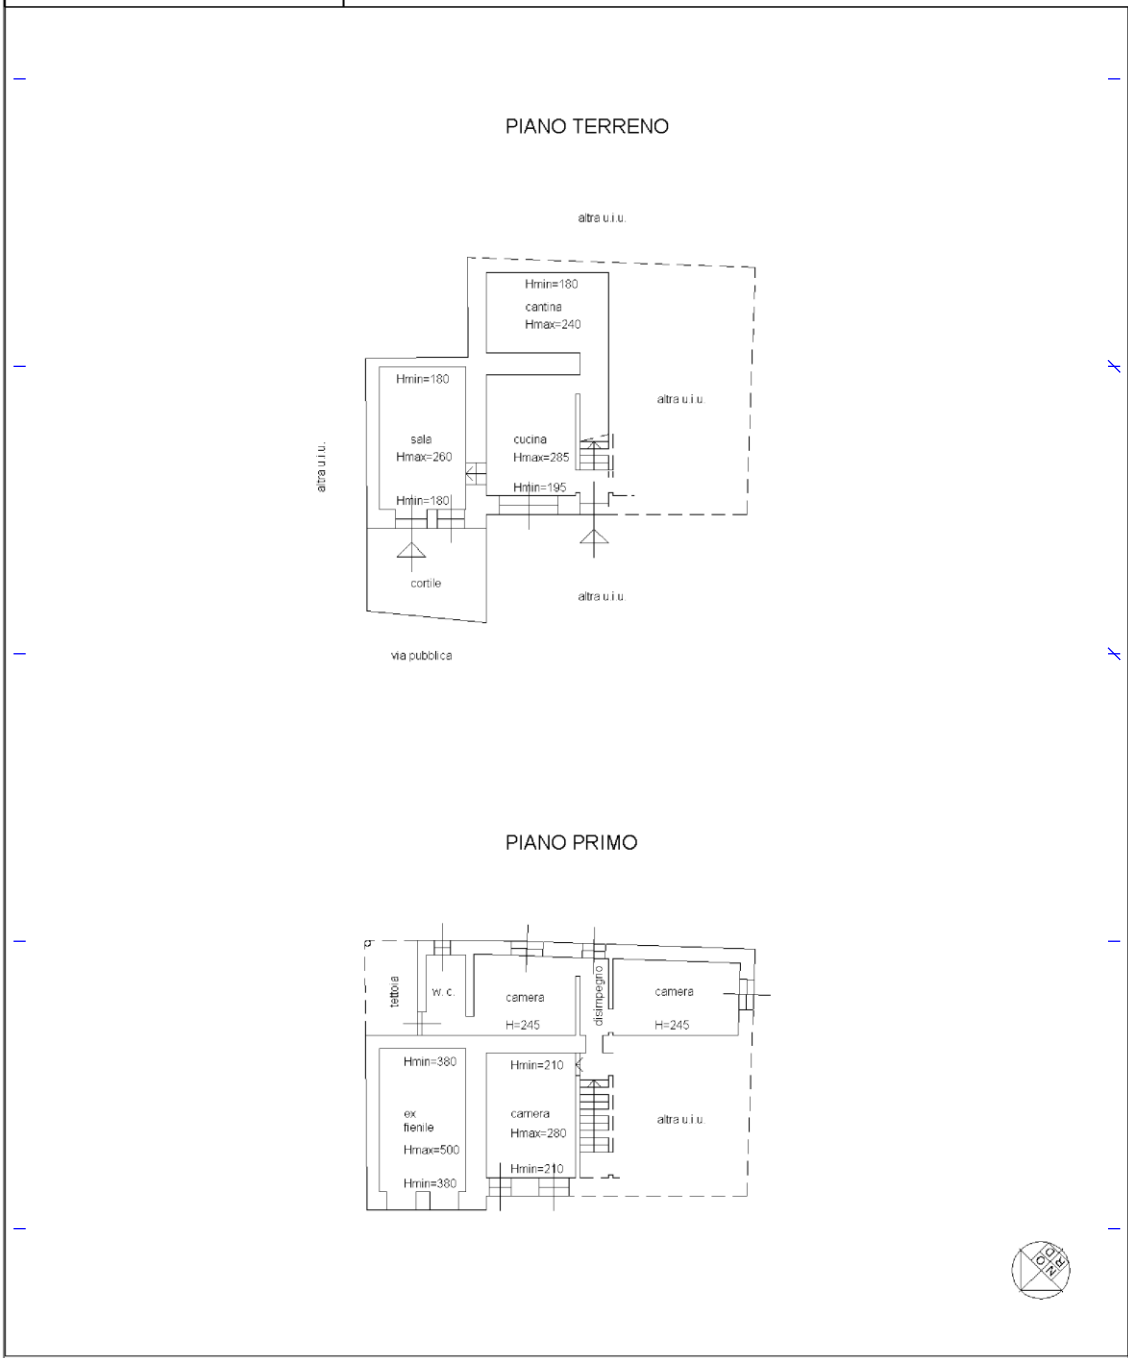 PIANO TERRENO
altra u.i.u.
Hmin=180
cantina
Hmax=240
Hmin=180
altra u.i.u.
sala
Hmax=260
cucina
Hmax=285
altra u.i.u.
Hmin=180
Hmin=195
cortile
altra u.i.u.
via pubblica
PIANO PRIMO
tettoia
w. c.
camera
H=245
disimpegno
camera
H=245
Hmin=380
Hmin=210
ex
fienile
Hmax=500
camera
Hmax=280
altra u.i.u.
Hmin=380
Hmin=210
NORD